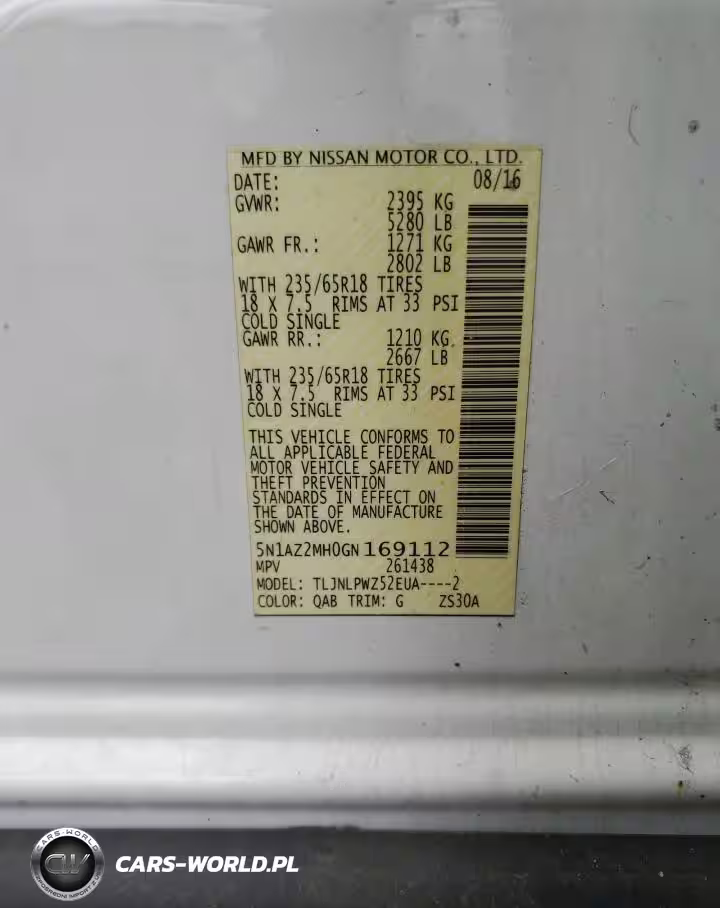 MFD BY NISSAN MOTOR CO., LTD.
DATE: 08/16
GVWR: 2395 KG
5280 LB
GAWR FR.: 1271 KG
2802 LB
WITH 235/65R18 TIRES
18 X 7.5 RIMS AT 33 PSI
COLD SINGLE
GAWR RR.: 1210 KG.
2667 LB
WITH 235/65R18 TIRES
18 X 7.5 RIMS AT 33 PSI
COLD SINGLE
THIS VEHICLE CONFORMS TO
ALL APPLICABLE FEDERAL
MOTOR VEHICLE SAFETY AND
THEFT PREVENTION
STANDARDS IN EFFECT ON
THE DATE OF MANUFACTURE
SHOWN ABOVE.
5N1AZ2MH0GN169112
MPV 261438
MODEL: TLJNLPWZ52EUA----2
COLOR: QAB TRIM: G ZS30A
CARS-WORLD
CW
CARS-WORLD.PL